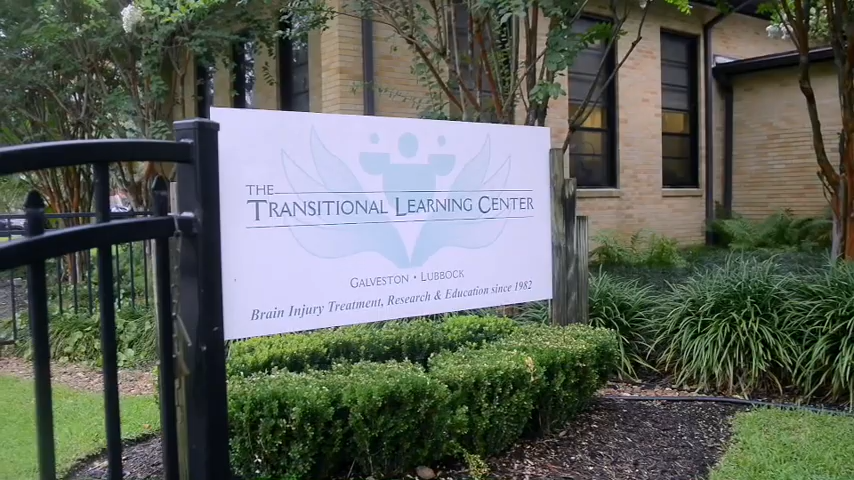 THE
TRANSITIONAL LEARNING CENTER
GALVESTON • LUBBOCK
Brain Injury Treatment, Research & Education since 1982